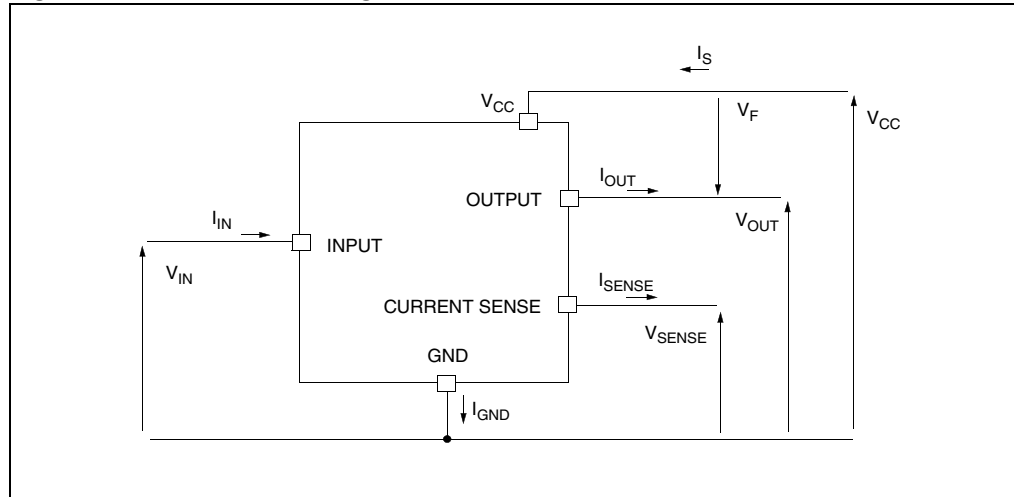 I_S
V_CC
V_F
V_CC
I_OUT
OUTPUT
V_OUT
I_IN
INPUT
V_IN
I_SENSE
CURRENT SENSE
V_SENSE
GND
I_GND